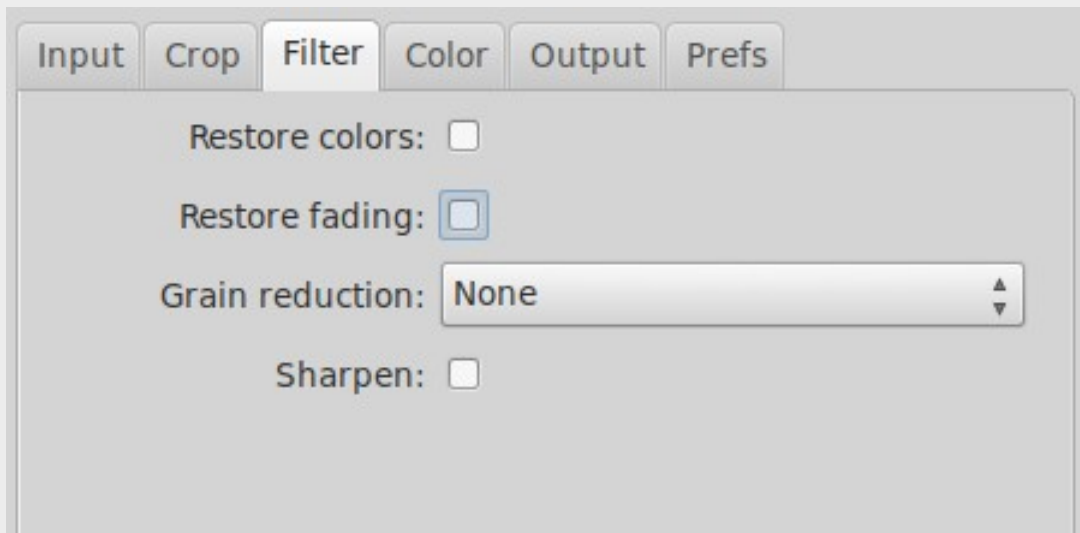 Input Crop Filter Color Output Prefs
Restore colors:
Restore fading:
Grain reduction: None
Sharpen: